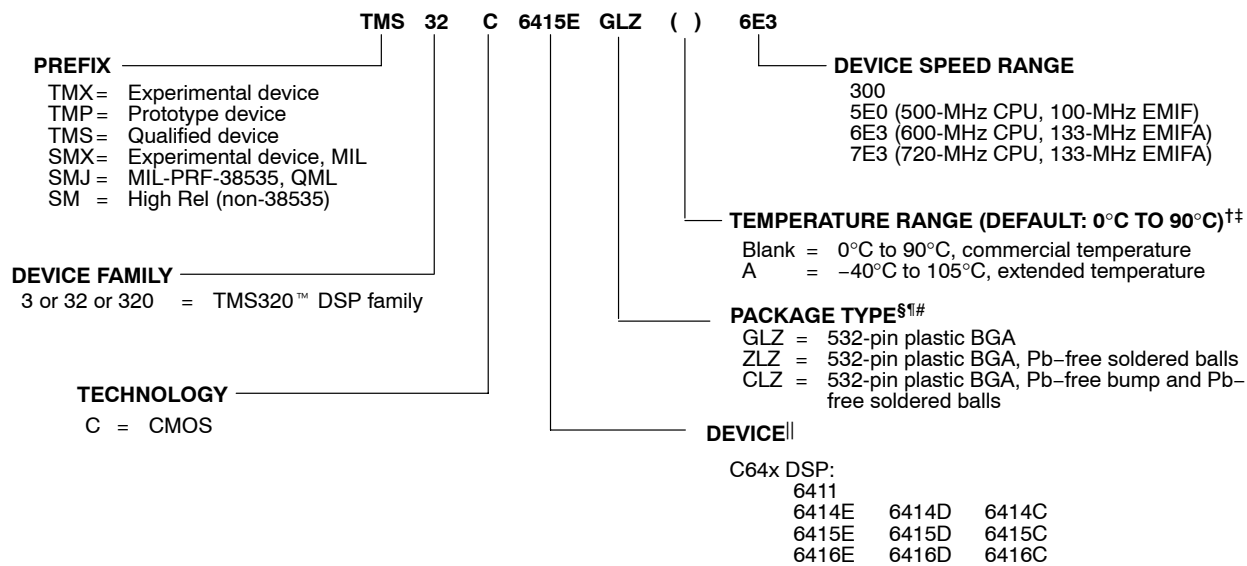 TMS 32 C 6415E GLZ ( ) 6E3
PREFIX
TMX = Experimental device
TMP = Prototype device
TMS = Qualified device
SMX = Experimental device, MIL
SMJ = MIL-PRF-38535, QML
SM = High Rel (non-38535)
DEVICE SPEED RANGE
300
5E0 (500-MHz CPU, 100-MHz EMIF)
6E3 (600-MHz CPU, 133-MHz EMIFA)
7E3 (720-MHz CPU, 133-MHz EMIFA)
TEMPERATURE RANGE (DEFAULT: 0°C TO 90°C)†‡
Blank = 0°C to 90°C, commercial temperature
A = −40°C to 105°C, extended temperature
DEVICE FAMILY
3 or 32 or 320 = TMS320™ DSP family
PACKAGE TYPE§¶#
GLZ = 532-pin plastic BGA
ZLZ = 532-pin plastic BGA, Pb−free soldered balls
CLZ = 532-pin plastic BGA, Pb−free bump and Pb−
free soldered balls
TECHNOLOGY
C = CMOS
DEVICE||
C64x DSP:
6411
6414E 6414D 6414C
6415E 6415D 6415C
6416E 6416D 6416C